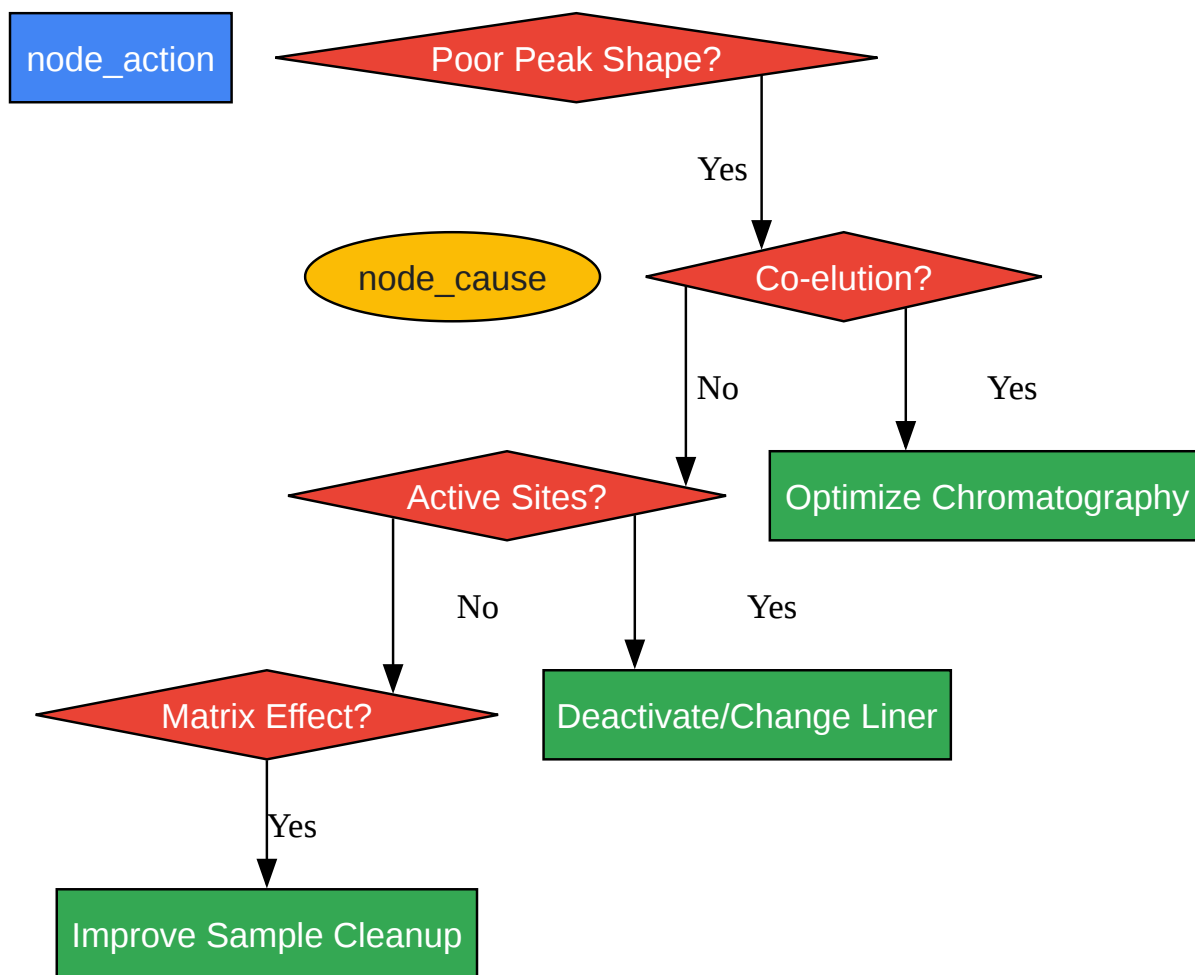 node_action
Poor Peak Shape?
Yes
node_cause
Co-elution?
No
Yes
Active Sites?
Optimize Chromatography
No
Yes
Matrix Effect?
Deactivate/Change Liner
Yes
Improve Sample Cleanup